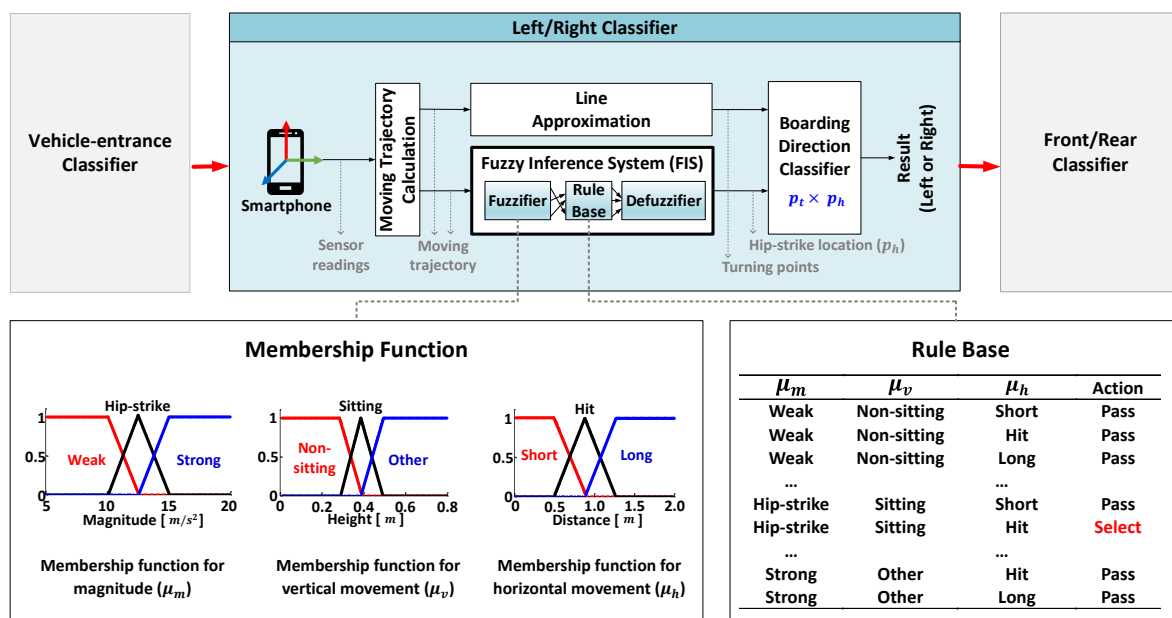 Left/Right Classifier
Vehicle-entrance
Classifier
Smartphone
Sensor
readings
Moving Trajectory
Calculation
Moving
trajectory
Line
Approximation
Fuzzy Inference System (FIS)
Fuzzifier
Rule
Base
Defuzzifier
Boarding
Direction
Classifier
p_t × p_h
Hip-strike location (p_h)
Turning points
Result
(Left or Right)
Front/Rear
Classifier
Membership Function
Hip-strike
1
0.5
0
Weak
Strong
5 10 15 20
Magnitude [ m/s² ]
Membership function for
magnitude (μ_m)
Sitting
1
0.5
0
Non-
sitting
Other
0 0.2 0.4 0.6 0.8
Height [ m ]
Membership function for
vertical movement (μ_v)
Hit
1
0.5
0
Short
Long
0 0.5 1.0 1.5 2.0
Distance [ m ]
Membership function for
horizontal movement (μ_h)
Rule Base
μ_m μ_v μ_h Action
Weak Non-sitting Short Pass
Weak Non-sitting Hit Pass
Weak Non-sitting Long Pass
... ...
Hip-strike Sitting Short Pass
Hip-strike Sitting Hit Select
... ...
Strong Other Hit Pass
Strong Other Long Pass